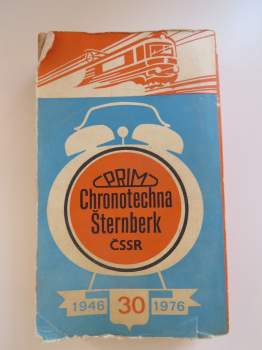 PRIM
Chronotechna
Šternberk
ČSSR
1946 30 1976